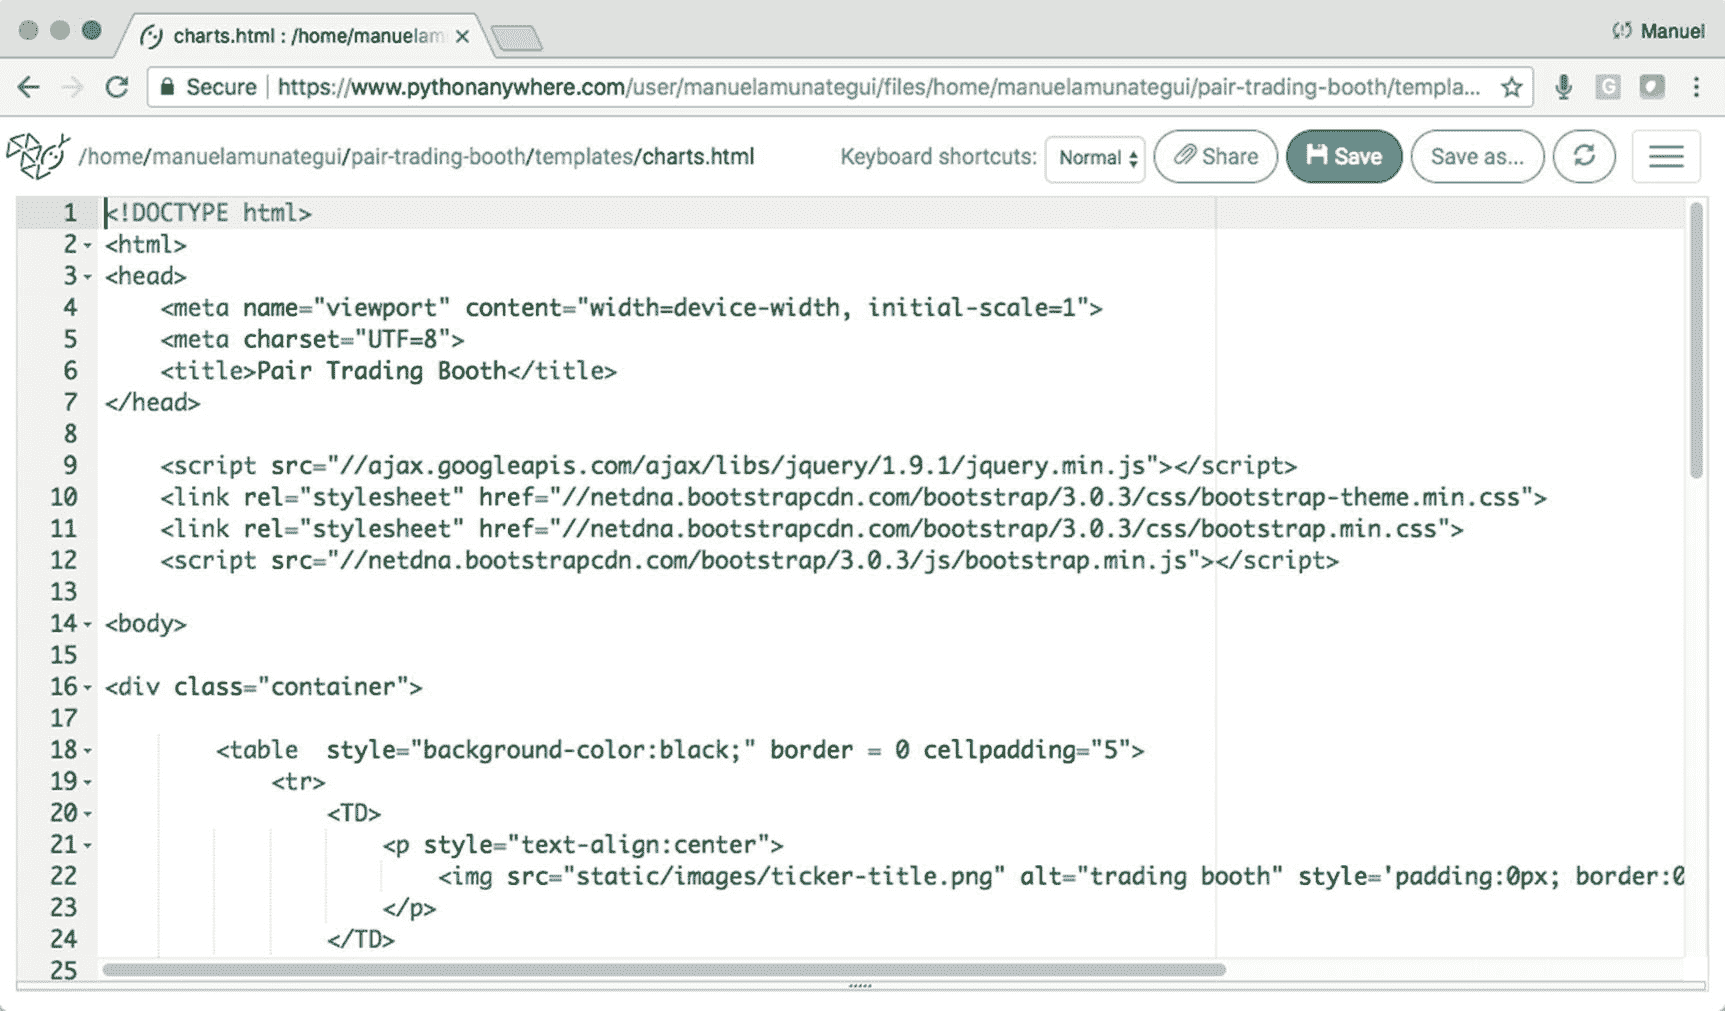 charts.html : /home/manuelam
Manuel
Secure https://www.pythonanywhere.com/user/manuelamunategui/files/home/manuelamunategui/pair-trading-booth/templa...
G
/home/manuelamunategui/pair-trading-booth/templates/charts.html Keyboard shortcuts: Normal Share Save Save as...
1 <!DOCTYPE html>
2 <html>
3 <head>
4 <meta name="viewport" content="width=device-width, initial-scale=1">
5 <meta charset="UTF=8">
6 <title>Pair Trading Booth</title>
7 </head>
8
9 <script src="//ajax.googleapis.com/ajax/libs/jquery/1.9.1/jquery.min.js"></script>
10 <link rel="stylesheet" href="//netdna.bootstrapcdn.com/bootstrap/3.0.3/css/bootstrap-theme.min.css">
11 <link rel="stylesheet" href="//netdna.bootstrapcdn.com/bootstrap/3.0.3/css/bootstrap.min.css">
12 <script src="//netdna.bootstrapcdn.com/bootstrap/3.0.3/js/bootstrap.min.js"></script>
13
14 <body>
15
16 <div class="container">
17
18 <table  style="background-color:black;" border = 0 cellpadding="5">
19 <tr>
20 <TD>
21 <p style="text-align:center">
22 <img src="static/images/ticker-title.png" alt="trading booth" style='padding:0px; border:0
23 </p>
24 </TD>
25